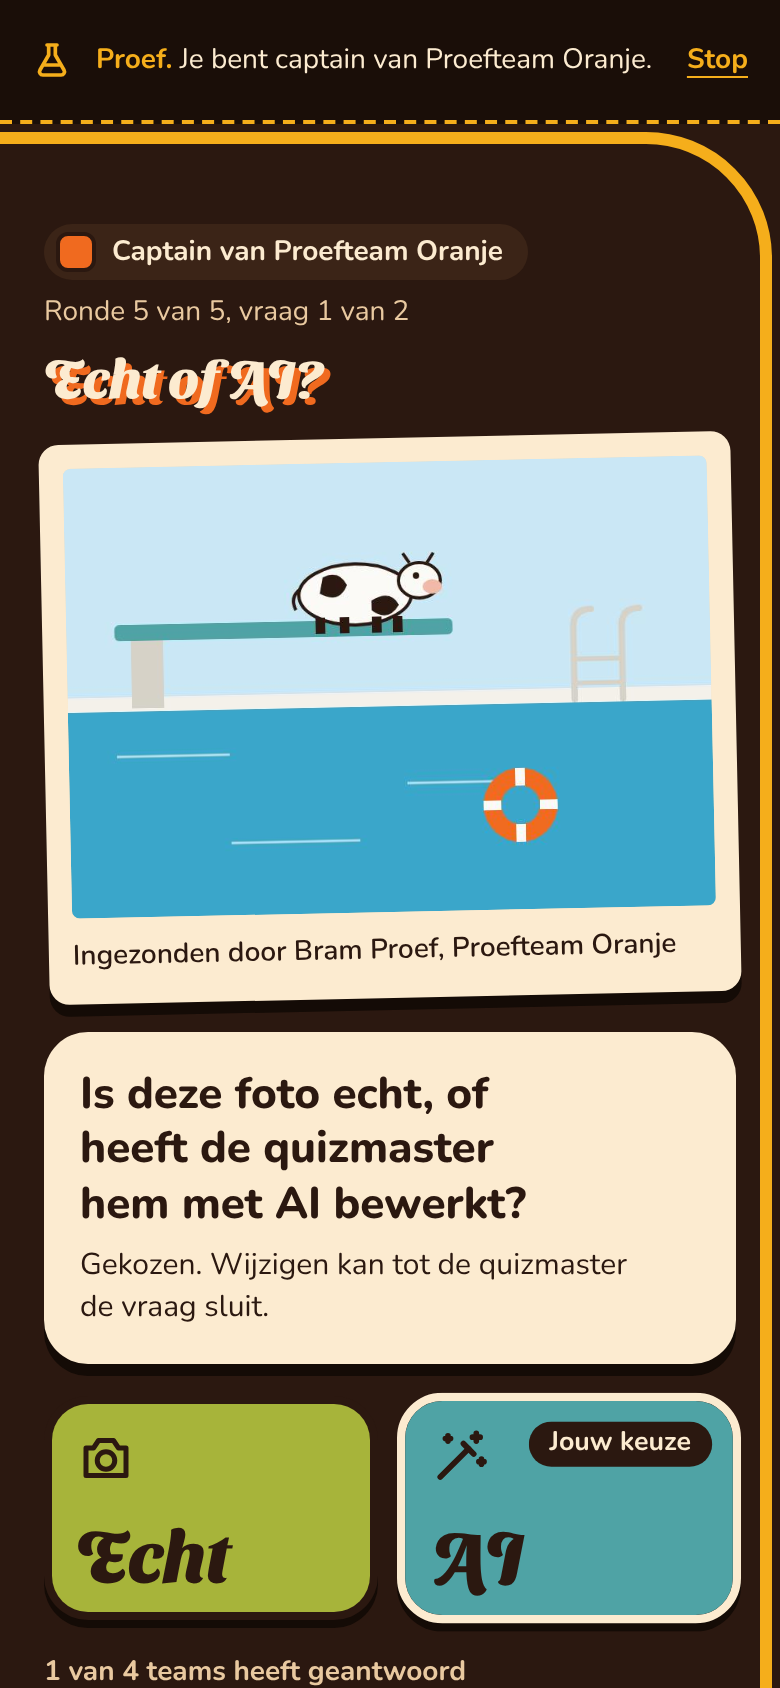 Proef. Je bent captain van Proefteam Oranje. Stop
Captain van Proefteam Oranje
Ronde 5 van 5, vraag 1 van 2
Echt of AI?
Ingezonden door Bram Proef, Proefteam Oranje
Is deze foto echt, of
heeft de quizmaster
hem met AI bewerkt?
Gekozen. Wijzigen kan tot de quizmaster
de vraag sluit.
Jouw keuze
Echt
AI
1 van 4 teams heeft geantwoord